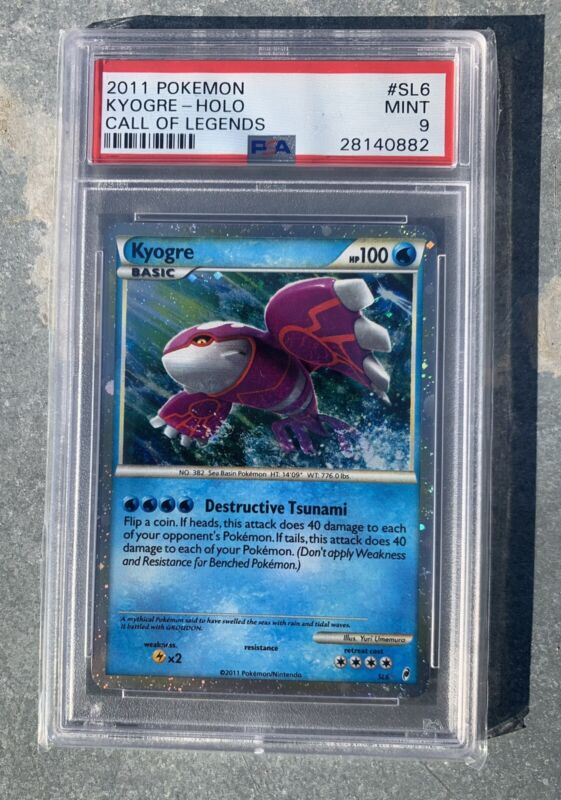 2011 POKEMON #SL6
KYOGRE - HOLO MINT
CALL OF LEGENDS 9
PSA 28140882
Kyogre HP100
BASIC
NO. 382 Sea Basin Pokémon HT: 14'09" WT: 776.0 lbs.
Destructive Tsunami
Flip a coin. If heads, this attack does 40 damage to each
of your opponent's Pokémon. If tails, this attack does 40
damage to each of your Pokémon. (Don't apply Weakness
and Resistance for Benched Pokémon.)
A mythical Pokémon said to have swelled the seas with rain and tidal waves.
It battled with GROUDON.
Illus. Yuri Umemura
weakness resistance retreat cost
x2
©2011 Pokémon/Nintendo SL6